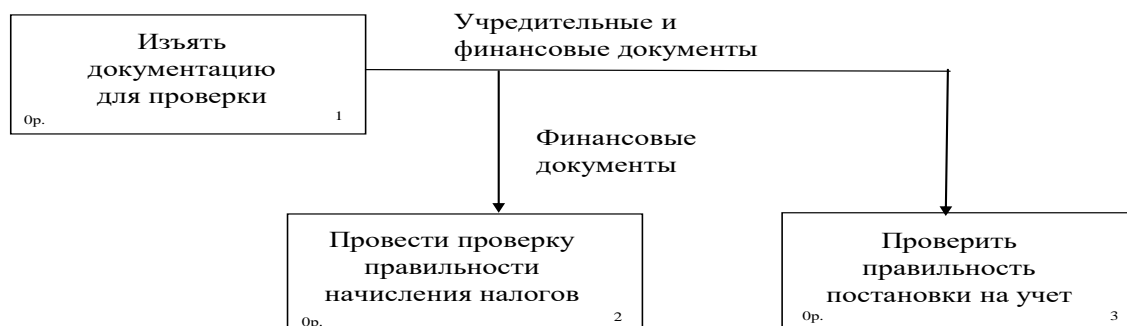 Изъять
документацию
для проверки
0р. 1
Учредительные и
финансовые документы
Финансовые
документы
Провести проверку
правильности
начисления налогов
0р. 2
Проверить
правильность
постановки на учет
0р. 3